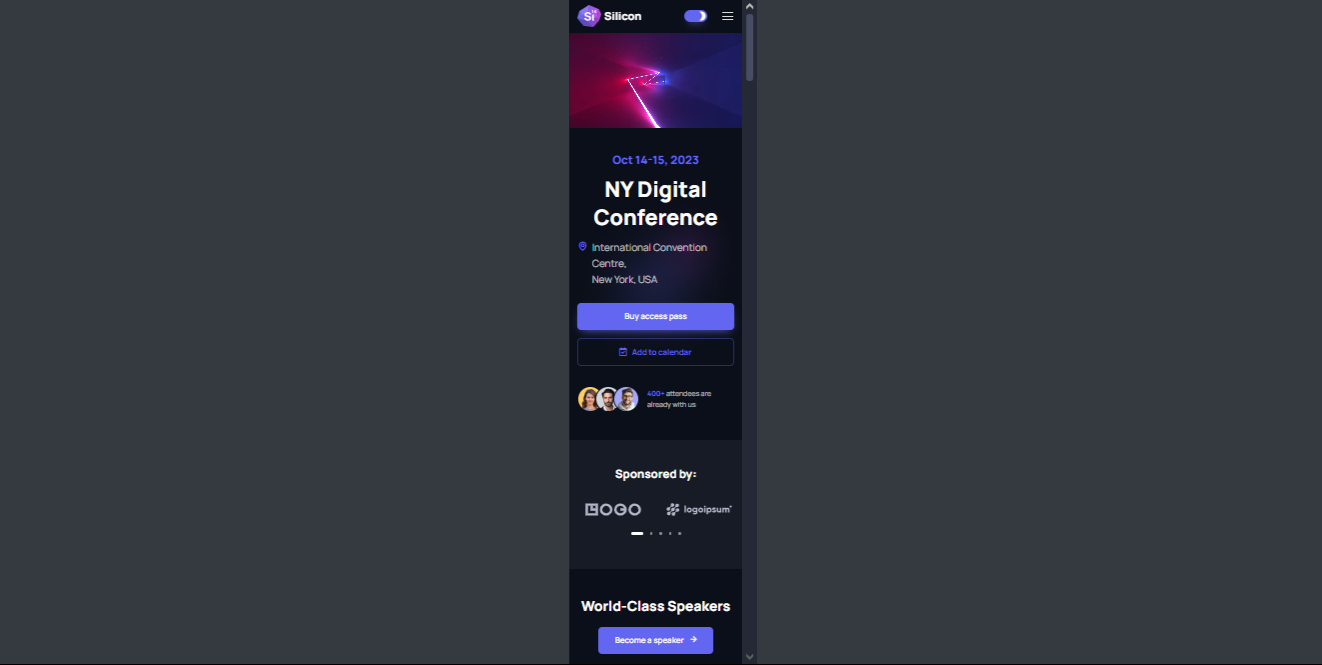 Si
14
Silicon
Oct 14-15, 2023
NY Digital
Conference
International Convention
Centre,
New York, USA
Buy access pass
Add to calendar
400+ attendees are
already with us
Sponsored by:
LOGO
logoipsum
World-Class Speakers
Become a speaker